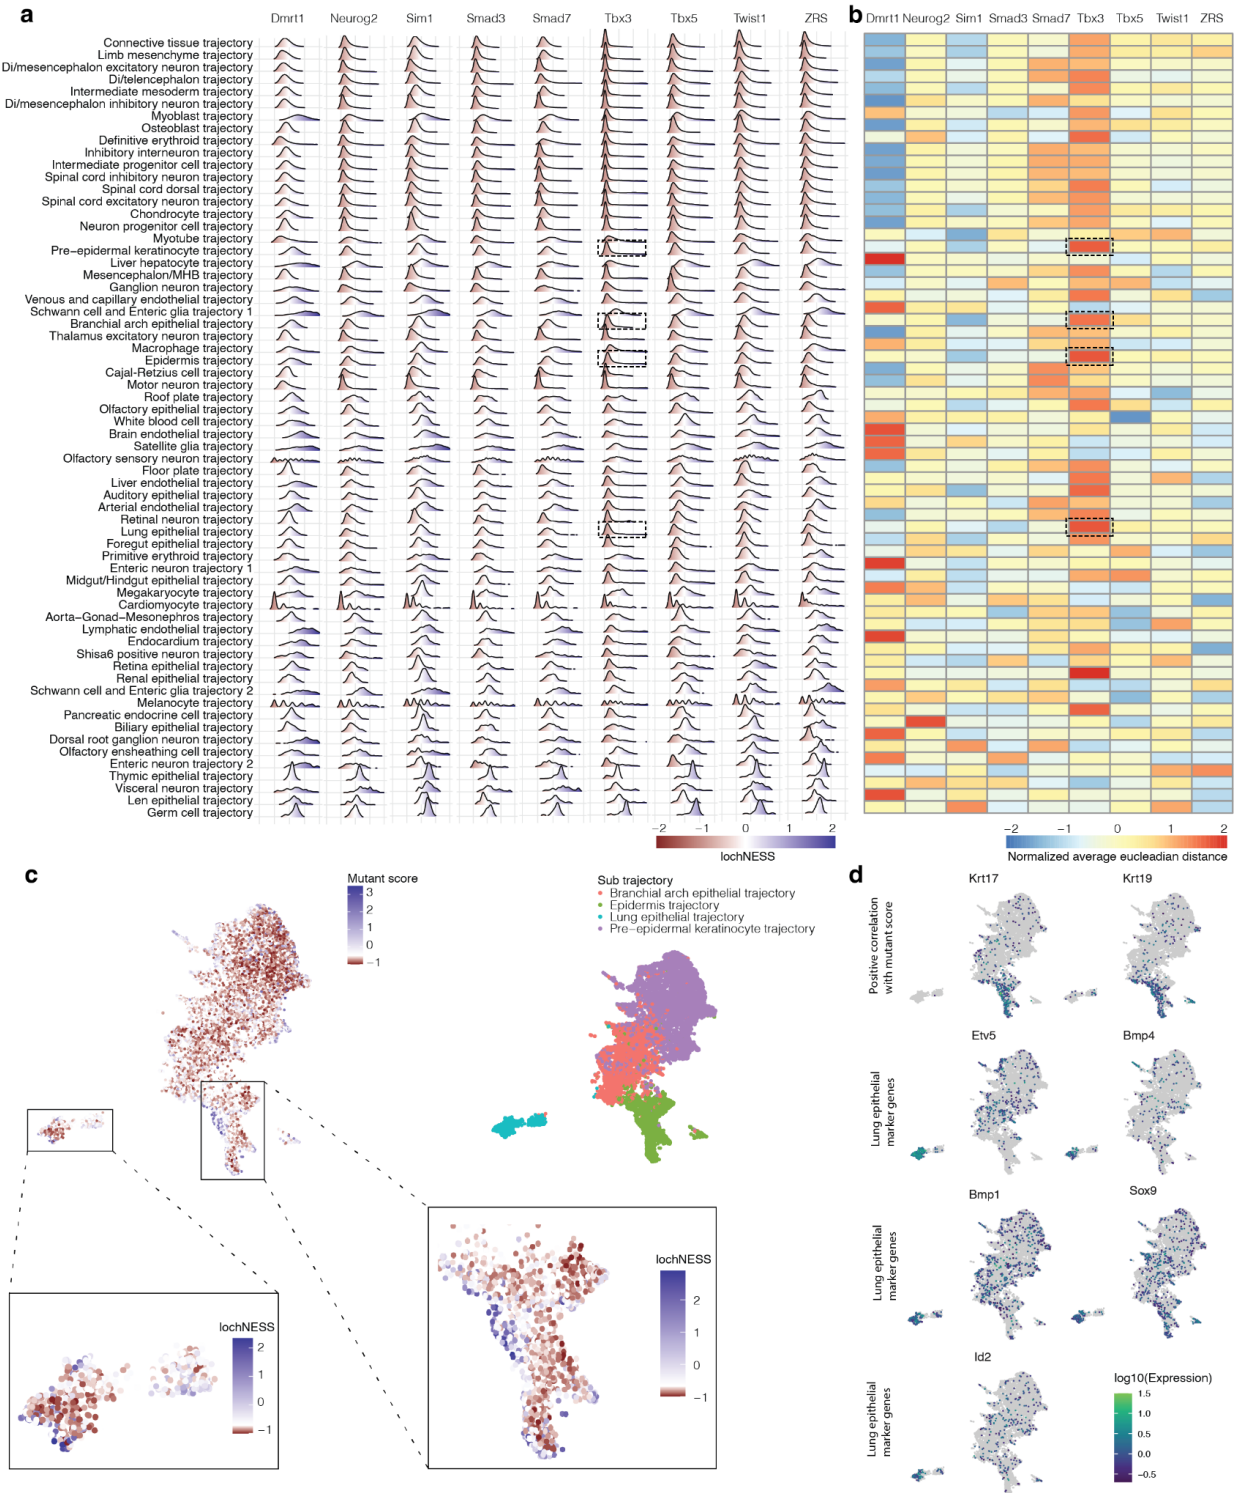 a
Dmrt1 Neurog2 Sim1 Smad3 Smad7 Tbx3 Tbx5 Twist1 ZRS
Connective tissue trajectory
Limb mesenchyme trajectory
Di/mesencephalon excitatory neuron trajectory
Di/telencephalon trajectory
Intermediate mesoderm trajectory
Di/mesencephalon inhibitory neuron trajectory
Myoblast trajectory
Osteoblast trajectory
Definitive erythroid trajectory
Inhibitory interneuron trajectory
Intermediate progenitor cell trajectory
Spinal cord inhibitory neuron trajectory
Spinal cord dorsal trajectory
Spinal cord excitatory neuron trajectory
Chondrocyte trajectory
Neuron progenitor cell trajectory
Myotube trajectory
Pre−epidermal keratinocyte trajectory
Liver hepatocyte trajectory
Mesencephalon/MHB trajectory
Ganglion neuron trajectory
Venous and capillary endothelial trajectory
Schwann cell and Enteric glia trajectory 1
Branchial arch epithelial trajectory
Thalamus excitatory neuron trajectory
Macrophage trajectory
Epidermis trajectory
Cajal-Retzius cell trajectory
Motor neuron trajectory
Roof plate trajectory
Olfactory epithelial trajectory
White blood cell trajectory
Brain endothelial trajectory
Satellite glia trajectory
Olfactory sensory neuron trajectory
Floor plate trajectory
Liver endothelial trajectory
Auditory epithelial trajectory
Arterial endothelial trajectory
Retinal neuron trajectory
Lung epithelial trajectory
Foregut epithelial trajectory
Primitive erythroid trajectory
Enteric neuron trajectory 1
Midgut/Hindgut epithelial trajectory
Megakaryocyte trajectory
Cardiomyocyte trajectory
Aorta−Gonad−Mesonephros trajectory
Lymphatic endothelial trajectory
Endocardium trajectory
Shisa6 positive neuron trajectory
Retina epithelial trajectory
Renal epithelial trajectory
Schwann cell and Enteric glia trajectory 2
Melanocyte trajectory
Pancreatic endocrine cell trajectory
Biliary epithelial trajectory
Dorsal root ganglion neuron trajectory
Olfactory ensheathing cell trajectory
Enteric neuron trajectory 2
Thymic epithelial trajectory
Visceral neuron trajectory
Len epithelial trajectory
Germ cell trajectory
−2 −1 0 1 2
lochNESS
b
Dmrt1 Neurog2 Sim1 Smad3 Smad7 Tbx3 Tbx5 Twist1 ZRS
−2 −1 0 1 2
Normalized average eucleadian distance
c
Mutant score
3
2
1
0
−1
Sub trajectory
Branchial arch epithelial trajectory
Epidermis trajectory
Lung epithelial trajectory
Pre−epidermal keratinocyte trajectory
lochNESS
2
1
0
−1
lochNESS
2
1
0
−1
d
Positive correlation
with mutant score
Krt17 Krt19
Lung epithelial
marker genes
Etv5 Bmp4
Lung epithelial
marker genes
Bmp1 Sox9
Lung epithelial
marker genes
Id2
log10(Expression)
1.5
1.0
0.5
0.0
−0.5